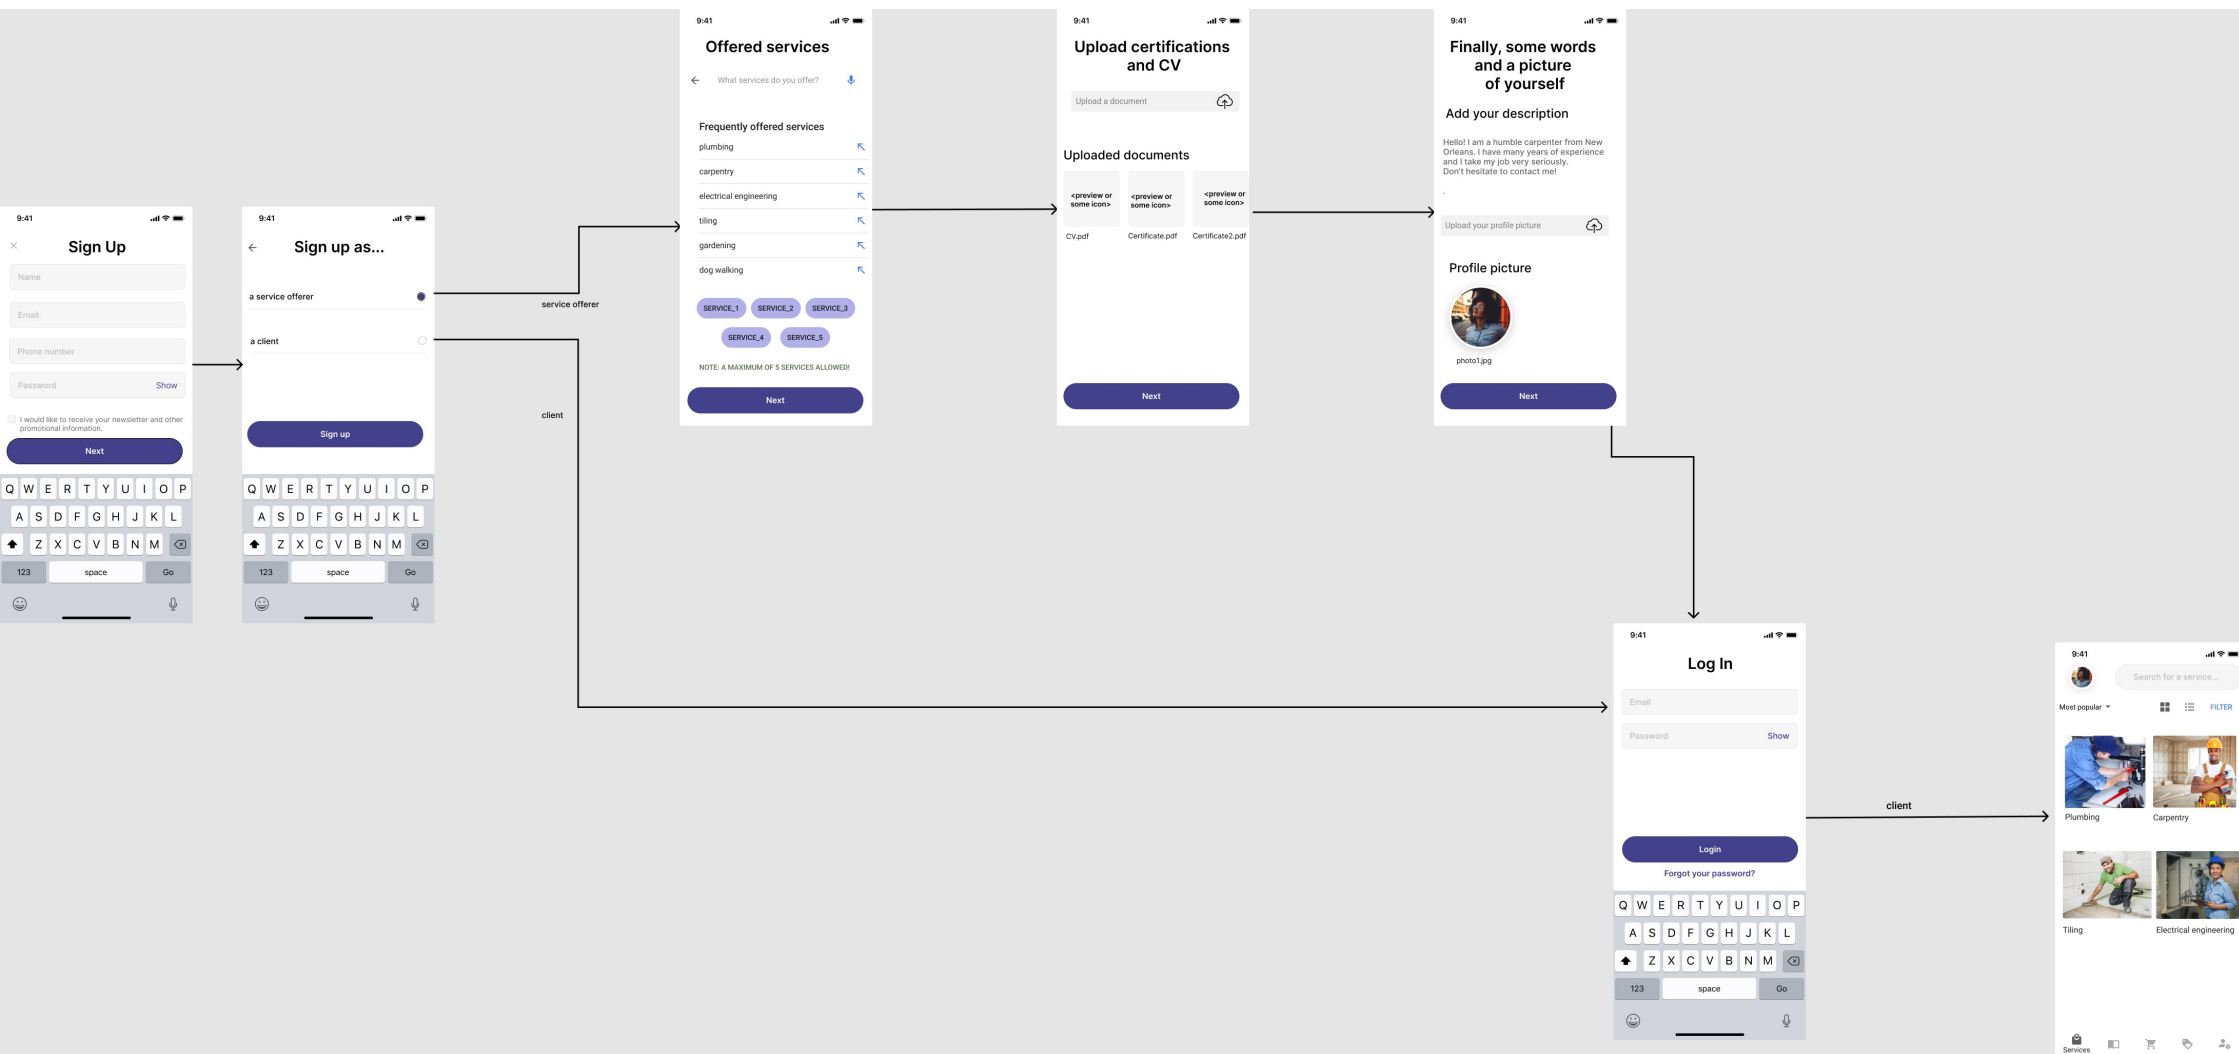 9:41
Sign Up
Name
Email
Phone number
Password
Show
I would like to receive your newsletter and other
promotional information.
Next
Q W E R T Y U I O P
A S D F G H J K L
Z X C V B N M
123
space
Go
9:41
Sign up as...
a service offerer
a client
Sign up
Q W E R T Y U I O P
A S D F G H J K L
Z X C V B N M
123
space
Go
service offerer
client
9:41
Offered services
What services do you offer?
Frequently offered services
plumbing
carpentry
electrical engineering
tiling
gardening
dog walking
SERVICE_1
SERVICE_2
SERVICE_3
SERVICE_4
SERVICE_5
NOTE: A MAXIMUM OF 5 SERVICES ALLOWED!
Next
9:41
Upload certifications
and CV
Upload a document
Uploaded documents
<preview or
some icon>
<preview or
some icon>
<preview or
some icon>
CV.pdf
Certificate.pdf
Certificate2.pdf
Next
9:41
Finally, some words
and a picture
of yourself
Add your description
Hello! I am a humble carpenter from New
Orleans. I have many years of experience
and I take my job very seriously.
Don't hesitate to contact me!
.
Upload your profile picture
Profile picture
photo1.jpg
Next
9:41
Log In
Email
Password
Show
Login
Forgot your password?
Q W E R T Y U I O P
A S D F G H J K L
Z X C V B N M
123
space
Go
client
9:41
Search for a service...
Most popular
FILTER
Plumbing
Carpentry
Tiling
Electrical engineering
Services